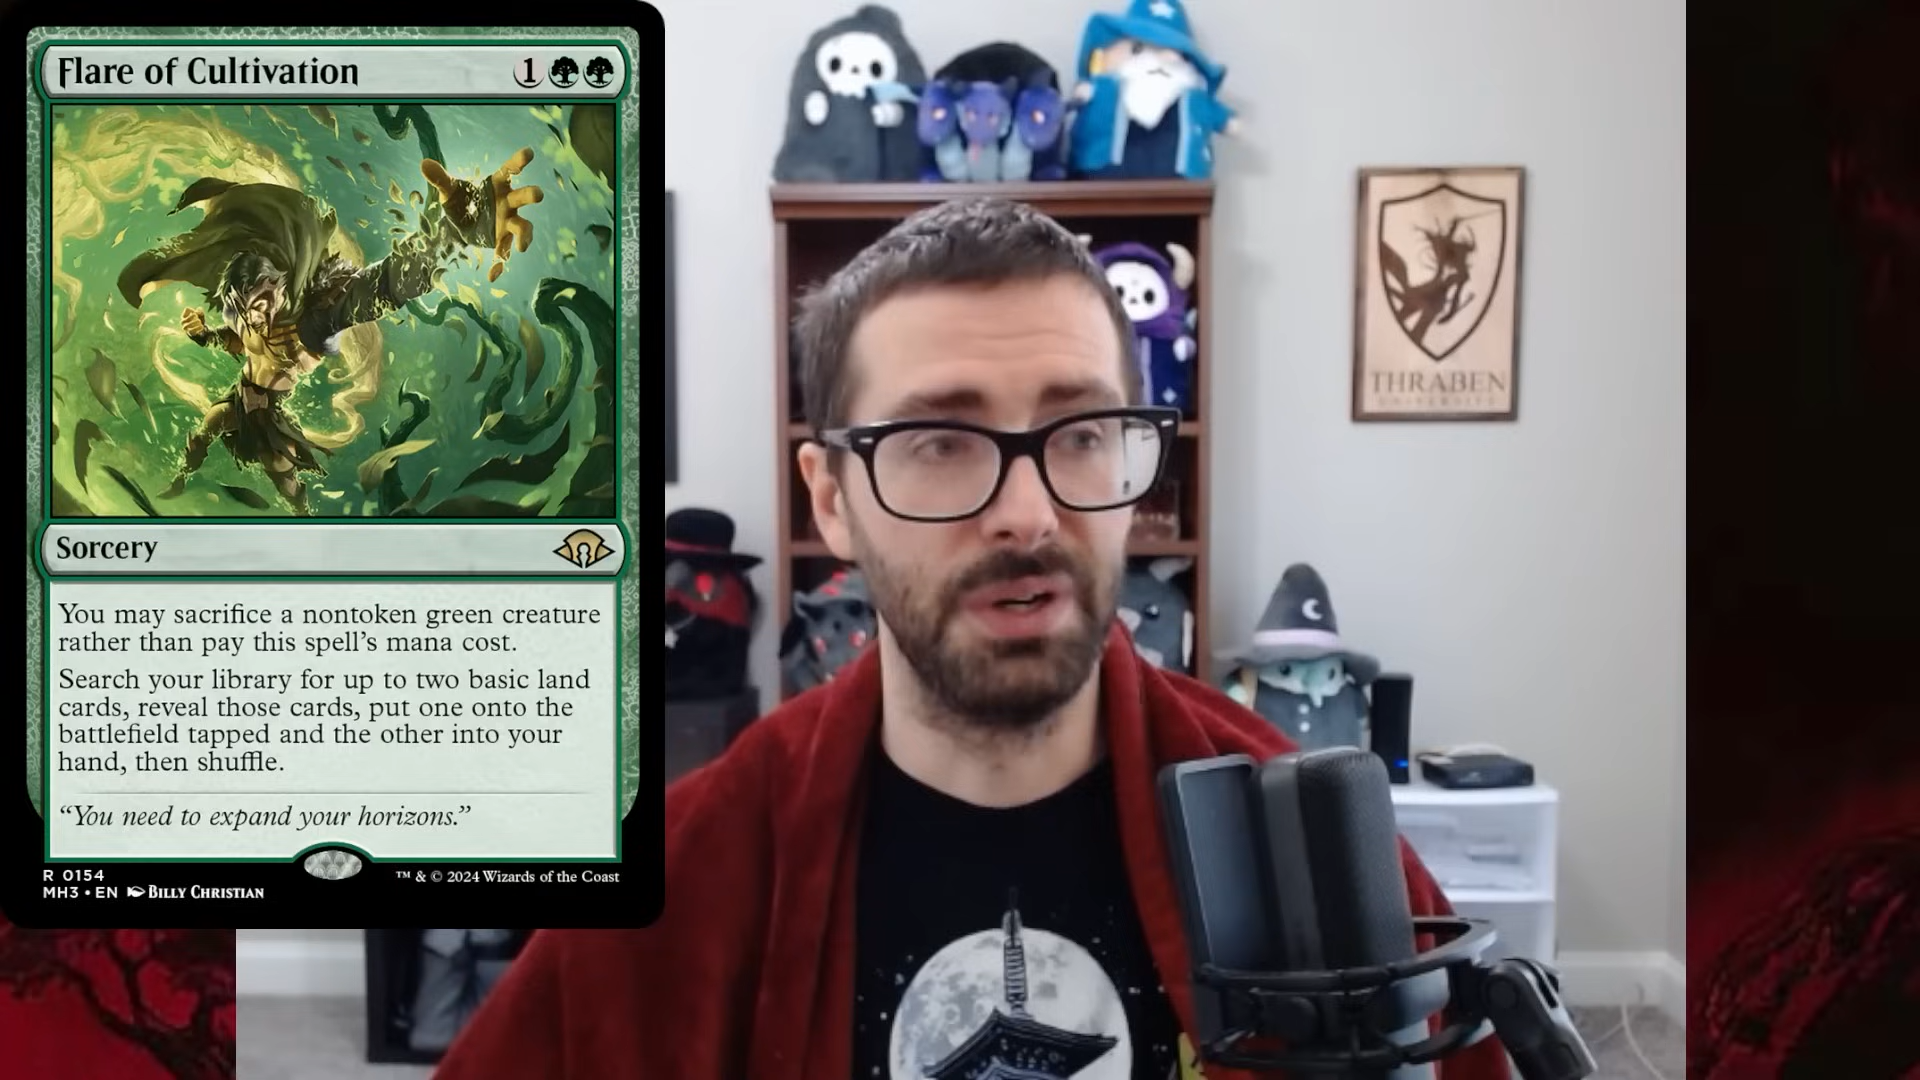 Flare of Cultivation 1
Sorcery
You may sacrifice a nontoken green creature
rather than pay this spell's mana cost.
Search your library for up to two basic land
cards, reveal those cards, put one onto the
battlefield tapped and the other into your
hand, then shuffle.
“You need to expand your horizons.”
R 0154
MH3 • EN BILLY CHRISTIAN
™ & © 2024 Wizards of the Coast
THRABEN
UNIVERSITY